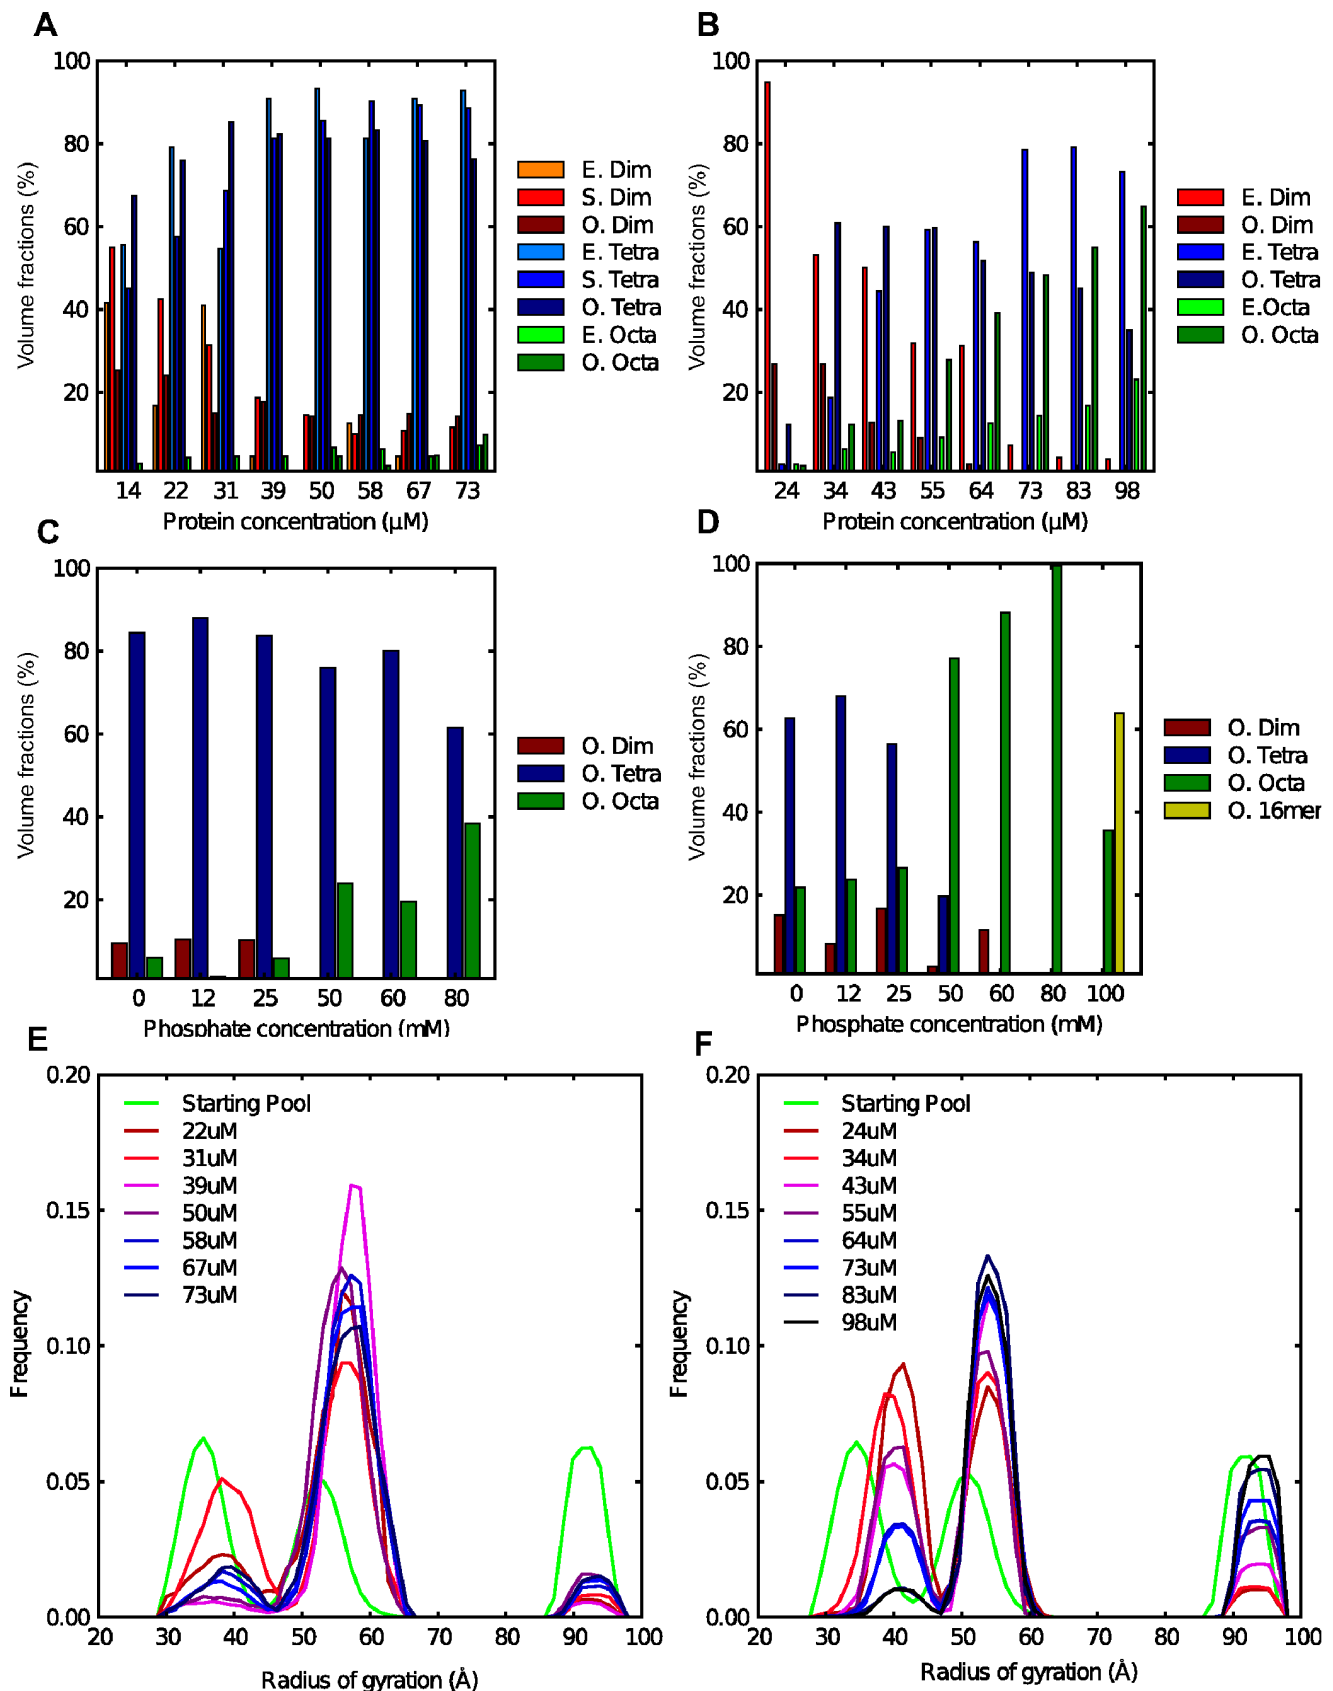 A
100
80
60
40
20
Volume fractions (%)
14 22 31 39 50 58 67 73
Protein concentration (μM)
E. Dim
S. Dim
O. Dim
E. Tetra
S. Tetra
O. Tetra
E. Octa
O. Octa
B
100
80
60
40
20
Volume fractions (%)
24 34 43 55 64 73 83 98
Protein concentration (μM)
E. Dim
O. Dim
E. Tetra
O. Tetra
E.Octa
O. Octa
C
100
80
60
40
20
Volume fractions (%)
0 12 25 50 60 80
Phosphate concentration (mM)
O. Dim
O. Tetra
O. Octa
D
100
80
60
40
20
Volume fractions (%)
0 12 25 50 60 80 100
Phosphate concentration (mM)
O. Dim
O. Tetra
O. Octa
O. 16mer
E
0.20
0.15
0.10
0.05
0.00
Frequency
Starting Pool
22uM
31uM
39uM
50uM
58uM
67uM
73uM
20 30 40 50 60 70 80 90 100
Radius of gyration (Å)
F
0.20
0.15
0.10
0.05
0.00
Frequency
Starting Pool
24uM
34uM
43uM
55uM
64uM
73uM
83uM
98uM
20 30 40 50 60 70 80 90 100
Radius of gyration (Å)